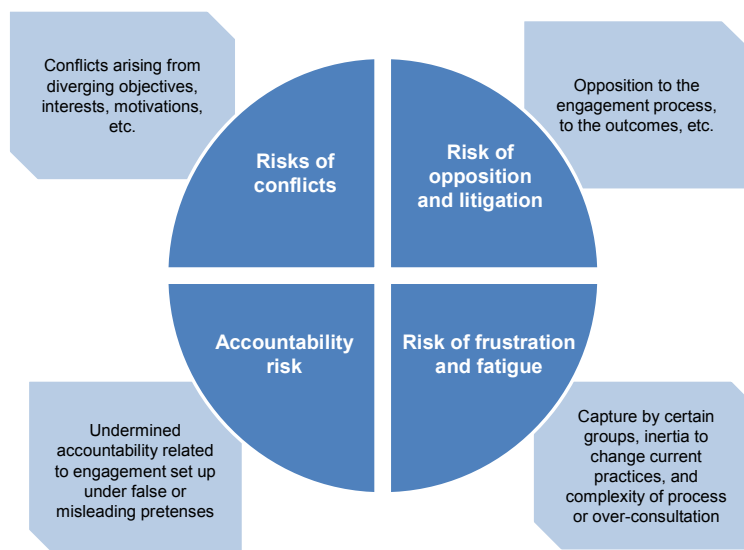 Conflicts arising from
diverging objectives,
interests, motivations,
etc.
Opposition to the
engagement process,
to the outcomes, etc.
Risks of
conflicts
Risk of
opposition
and litigation
Accountability
risk
Risk of frustration
and fatigue
Undermined
accountability related
to engagement set up
under false or
misleading pretenses
Capture by certain
groups, inertia to
change current
practices, and
complexity of process
or over-consultation